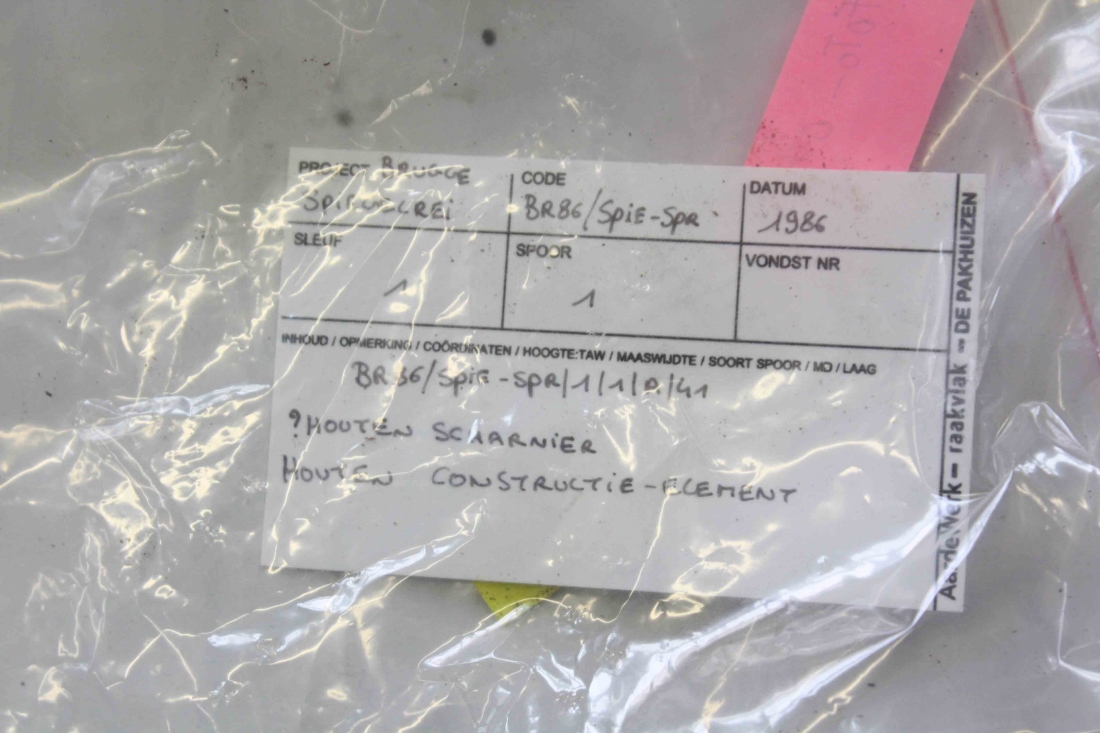 PROJECT BRUGGE
SPIEGELREI
CODE
BR86/SPIE-SPR
DATUM
1986
SLEUF
1
SPOOR
1
VONDST NR
INHOUD / OPMERKING / COÖRDINATEN / HOOGTE:TAW / MAASWIJDTE / SOORT SPOOR / MD / LAAG
BR86/SPIE-SPR/1/1/0/41
?HOUTEN SCHARNIER
HOUTEN CONSTRUCTIE-ELEMENT
AardeWerk – raakvlak – DE PAKHUIZEN